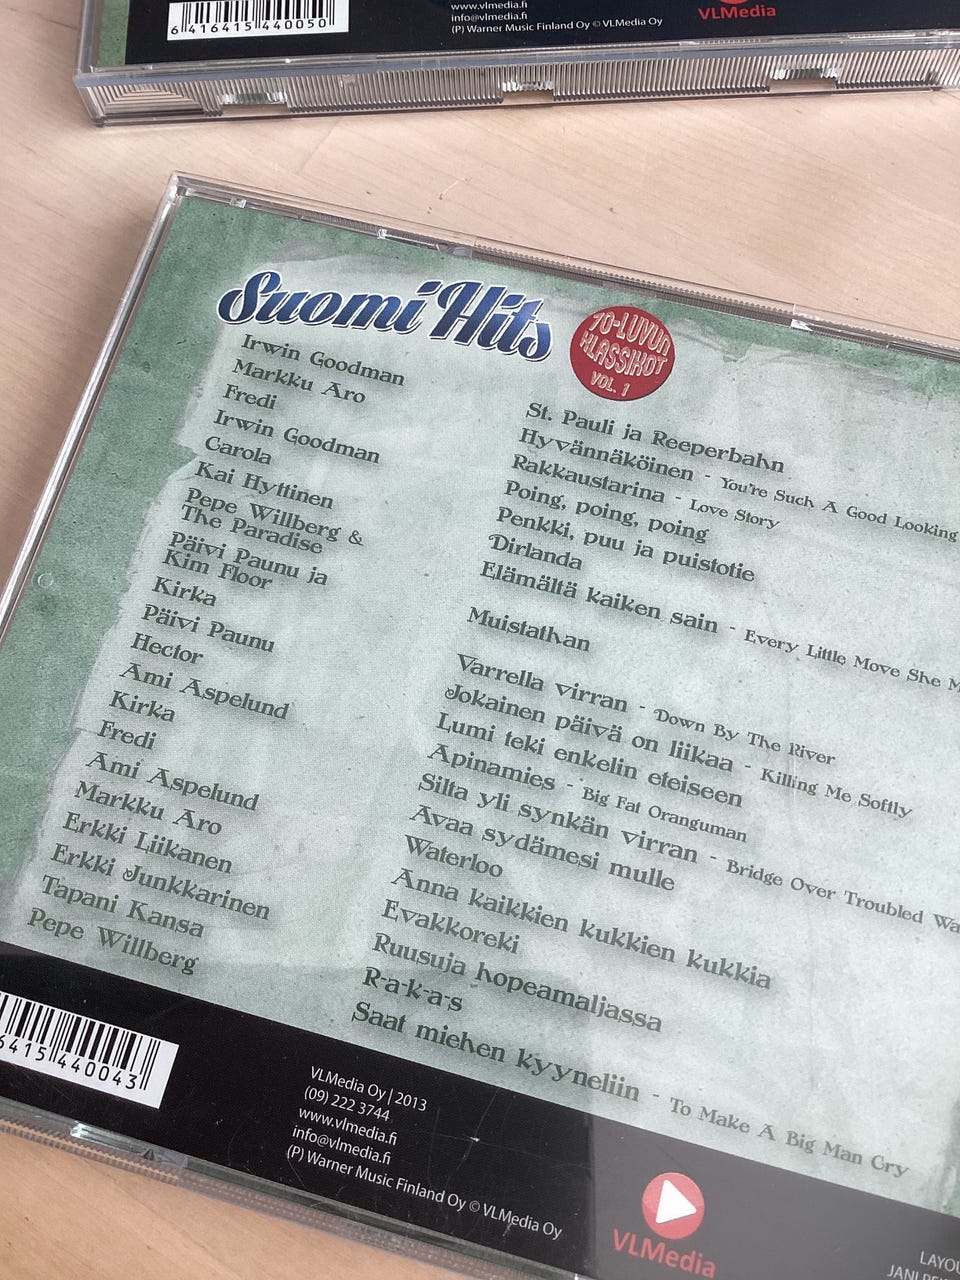 6 416415 440050
www.vlmedia.fi
info@vlmedia.fi
(P) Warner Music Finland Oy © VLMedia Oy
VLMedia
Suomi Hits
70-LUVUN
KLASSIKOT
VOL. 1
Irwin Goodman
Markku Aro
Fredi
Irwin Goodman
Carola
Kai Hyttinen
Pepe Willberg &
The Paradise
Päivi Paunu ja
Kim Floor
Kirka
Päivi Paunu
Hector
Ami Aspelund
Kirka
Fredi
Ami Aspelund
Markku Aro
Erkki Liikanen
Erkki Junkkarinen
Tapani Kansa
Pepe Willberg
St. Pauli ja Reeperbahn
Hyvännäköinen - You're Such A Good Looking
Rakkaustarina - Love Story
Poing, poing, poing
Penkki, puu ja puistotie
Dirlanda
Elämältä kaiken sain - Every Little Move She M
Muistathan
Varrella virran - Down By The River
Jokainen päivä on liikaa - Killing Me Softly
Lumi teki enkelin eteiseen
Apinamies - Big Fat Oranguman
Silta yli synkän virran - Bridge Over Troubled Wa
Avaa sydämesi mulle
Waterloo
Anna kaikkien kukkien kukkia
Evakkoreki
Ruusuja hopeamaljassa
R-a-k-a-s
Saat miehen kyyneliin - To Make A Big Man Cry
6415 440043
VLMedia Oy | 2013
(09) 222 3744
www.vlmedia.fi
info@vlmedia.fi
(P) Warner Music Finland Oy © VLMedia Oy
VLMedia
LAYOU
JANI